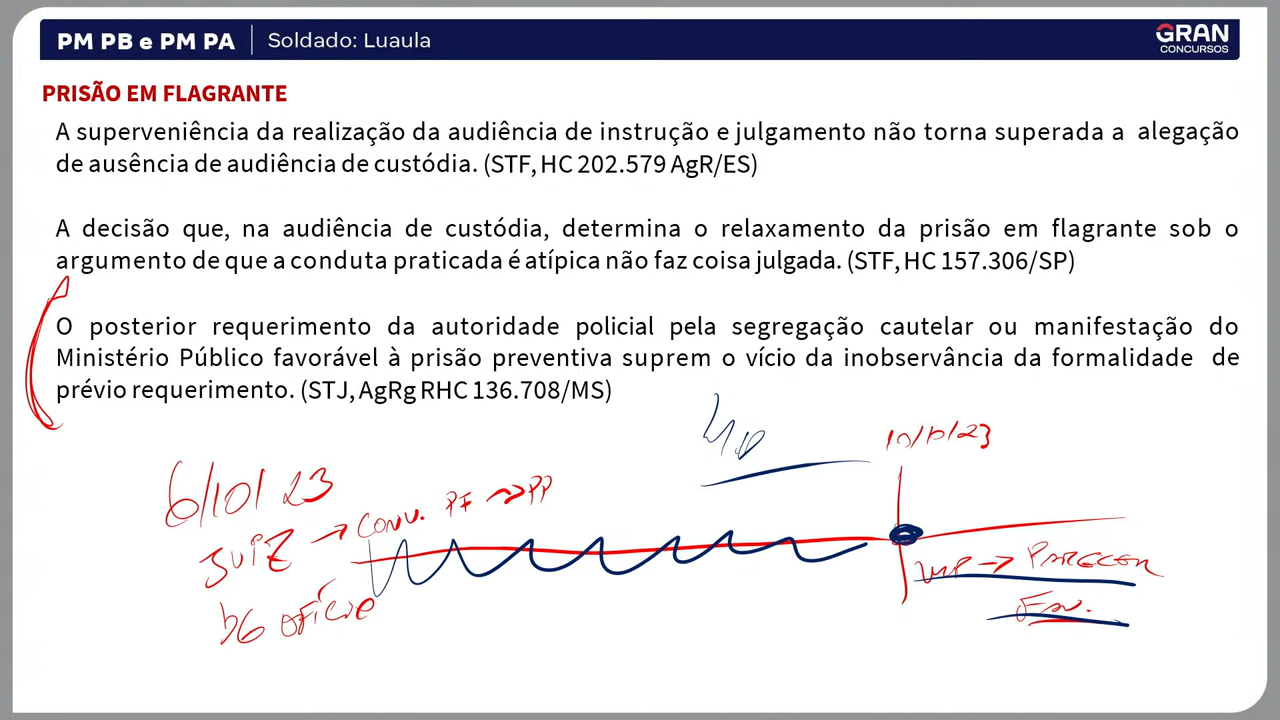 PM PB e PM PA | Soldado: Luaula
GRAN
CONCURSOS
PRISÃO EM FLAGRANTE
A superveniência da realização da audiência de instrução e julgamento não torna superada a alegação
de ausência de audiência de custódia. (STF, HC 202.579 AgR/ES)
A decisão que, na audiência de custódia, determina o relaxamento da prisão em flagrante sob o
argumento de que a conduta praticada é atípica não faz coisa julgada. (STF, HC 157.306/SP)
O posterior requerimento da autoridade policial pela segregação cautelar ou manifestação do
Ministério Público favorável à prisão preventiva suprem o vício da inobservância da formalidade de
prévio requerimento. (STJ, AgRg RHC 136.708/MS)
10/10/23
6/10/23
JUIZ → CONV. PF → PP
DE OFÍCIO
MP → PARECER
FAV.